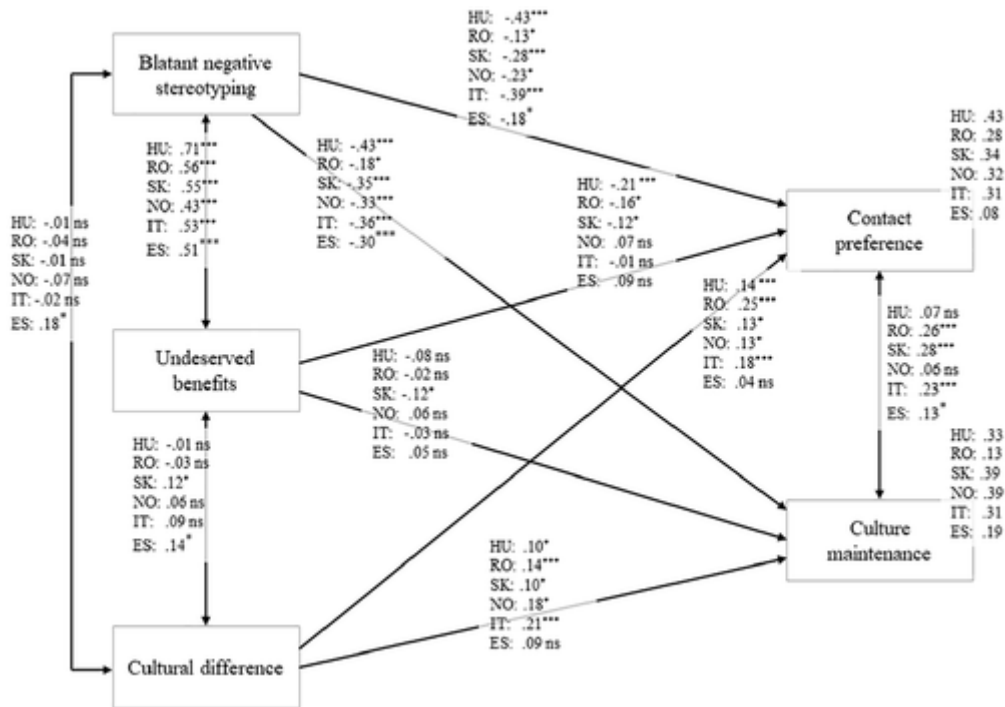 HU: -.43***
RO: -.13*
SK: -.28***
NO: -.23*
IT: -.39***
ES: -.18*
Blatant negative
stereotyping
HU: .71***
RO: .56***
SK: .55***
NO: .43***
IT: .53***
ES: .51***
HU: -.43***
RO: -.18*
SK: -.35***
NO: -.33***
IT: -.36***
ES: -.30***
HU: -.21***
RO: -.16*
SK: -.12*
NO: .07 ns
IT: -.01 ns
ES: .09 ns
HU: .43
RO: .28
SK: .34
NO: .32
IT: .31
ES: .08
Contact
preference
HU: -.01 ns
RO: -.04 ns
SK: -.01 ns
NO: -.07 ns
IT: -.02 ns
ES: .18*
HU: .14***
RO: .25***
SK: .13*
NO: .13*
IT: .18***
ES: .04 ns
HU: .07 ns
RO: .26***
SK: .28***
NO: .06 ns
IT: .23***
ES: .13*
Undeserved
benefits
HU: -.08 ns
RO: -.02 ns
SK: -.12*
NO: .06 ns
IT: -.03 ns
ES: .05 ns
HU: -.01 ns
RO: -.03 ns
SK: .12*
NO: .06 ns
IT: .09 ns
ES: .14*
HU: .33
RO: .13
SK: .39
NO: .39
IT: .31
ES: .19
Culture
maintenance
HU: .10*
RO: .14***
SK: .10*
NO: .18*
IT: .21***
ES: .09 ns
Cultural difference